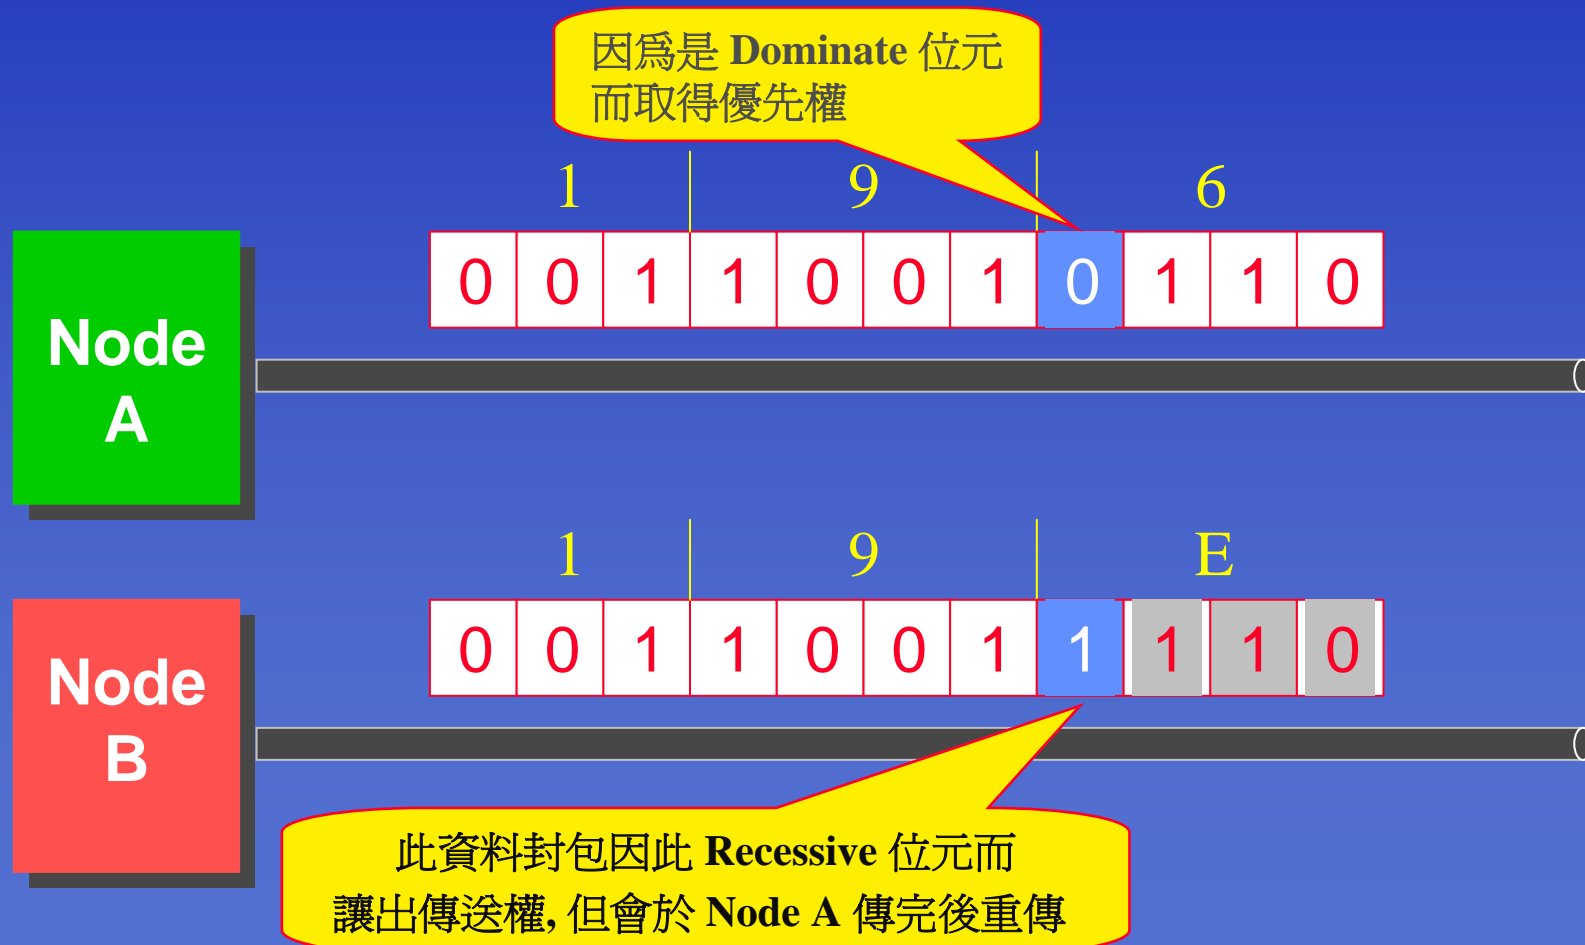 因爲是 Dominate 位元
而取得優先權
1 9 6
0 0 1 1 0 0 1 0 1 1 0
Node
A
1 9 E
0 0 1 1 0 0 1 1 1 1 0
Node
B
此資料封包因此 Recessive 位元而
讓出傳送權, 但會於 Node A 傳完後重傳